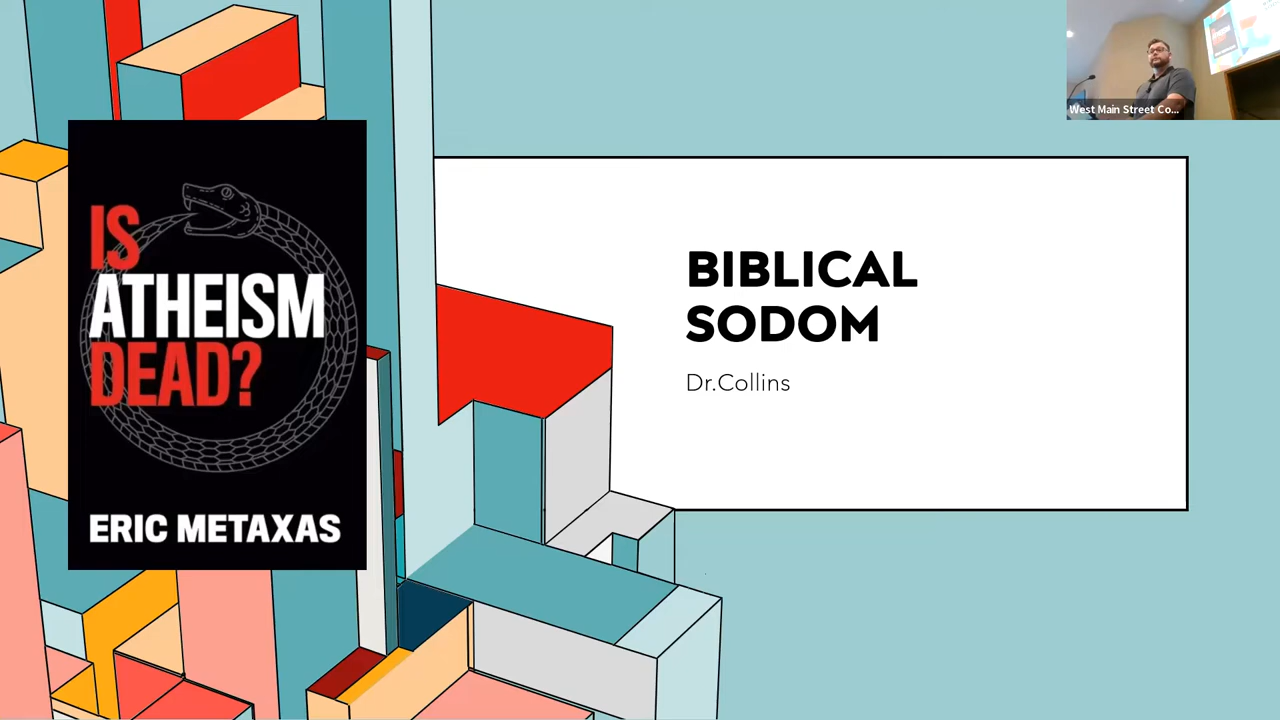 IS
ATHEISM
DEAD?
ERIC METAXAS
BIBLICAL
SODOM
Dr.Collins
West Main Street Co...